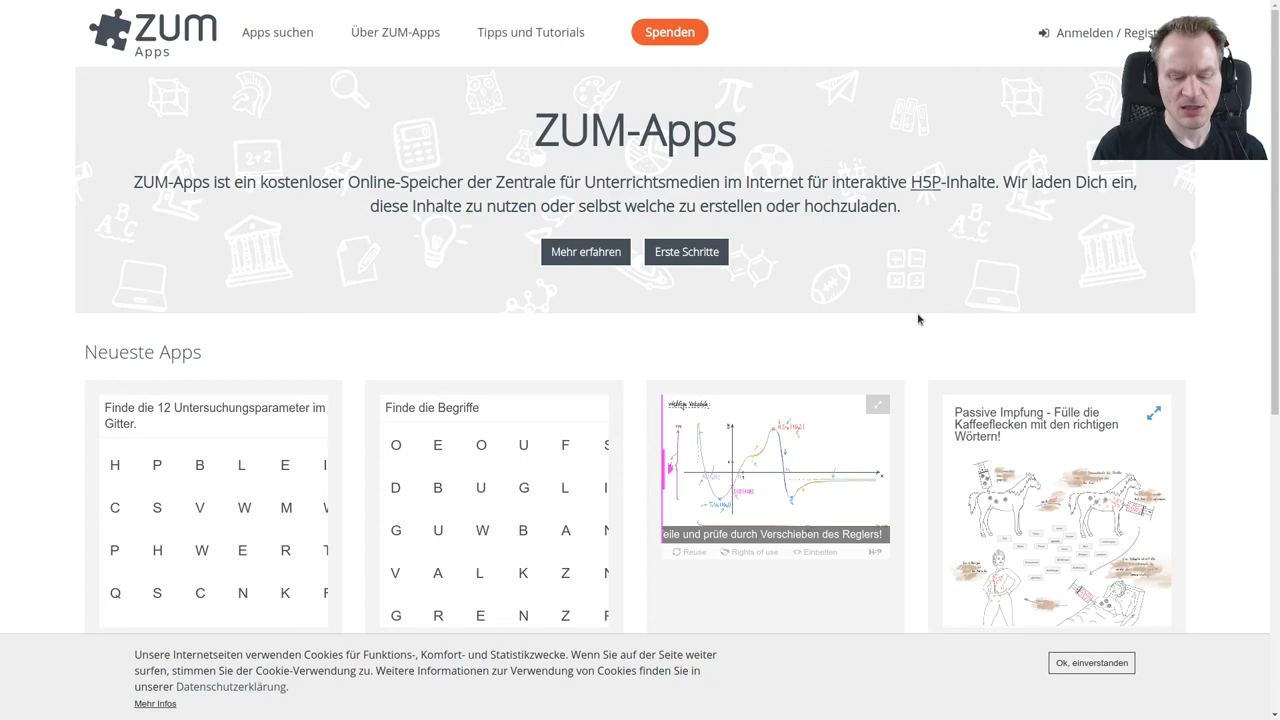 ZUM
Apps
Apps suchen
Über ZUM-Apps
Tipps und Tutorials
Spenden
Anmelden / Regist
ZUM-Apps
ZUM-Apps ist ein kostenloser Online-Speicher der Zentrale für Unterrichtsmedien im Internet für interaktive H5P-Inhalte. Wir laden Dich ein,
diese Inhalte zu nutzen oder selbst welche zu erstellen oder hochzuladen.
Mehr erfahren
Erste Schritte
Neueste Apps
Finde die 12 Untersuchungsparameter im
Gitter.
H P B L E I
C S V W M
P H W E R T
Q S C N K F
Finde die Begriffe
O E O U F S
D B U G L I
G U W B A N
V A L K Z N
G R E N Z F
eile und prüfe durch Verschieben des Reglers!
Reuse
Rights of use
Einbetten
H-P
Passive Impfung - Fülle die
Kaffeeflecken mit den richtigen
Wörtern!
Unsere Internetseiten verwenden Cookies für Funktions-, Komfort- und Statistikzwecke. Wenn Sie auf der Seite weiter
surfen, stimmen Sie der Cookie-Verwendung zu. Weitere Informationen zur Verwendung von Cookies finden Sie in
unserer Datenschutzerklärung.
Mehr Infos
Ok, einverstanden